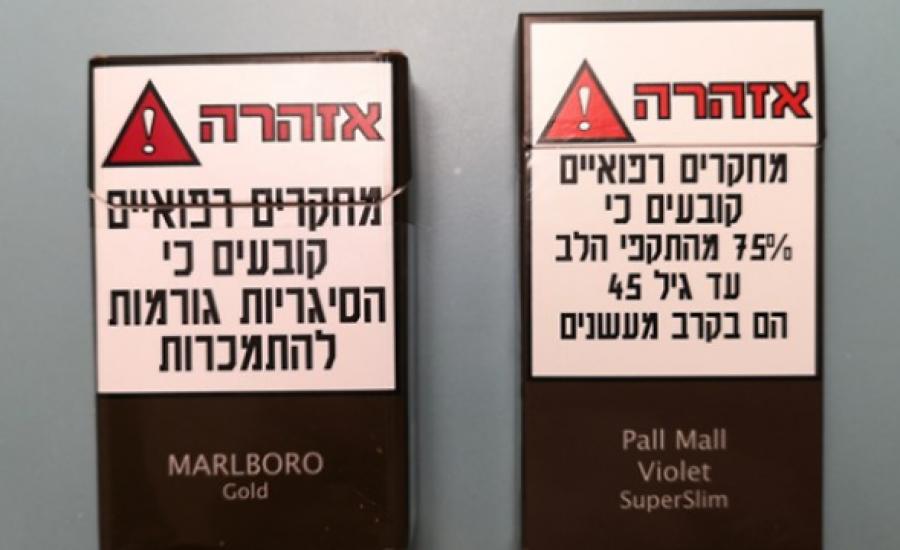 אזהרה
מחקרים רפואיים
קובעים כי
הסיגריות גורמות
להתמכרות
MARLBORO
Gold
אזהרה
מחקרים רפואיים
קובעים כי
75% מהתקפי הלב
עד גיל 45
הם בקרב מעשנים
Pall Mall
Violet
SuperSlim